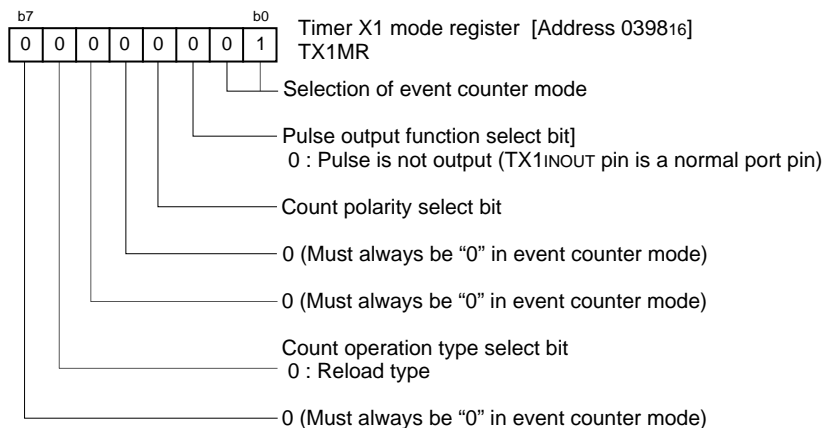 b7 b0
Timer X1 mode register [Address 039816]
0 0 0 0 0 0 0 1
TX1MR
Selection of event counter mode
Pulse output function select bit]
0 : Pulse is not output (TX1INOUT pin is a normal port pin)
Count polarity select bit
0 (Must always be “0” in event counter mode)
0 (Must always be “0” in event counter mode)
Count operation type select bit
0 : Reload type
0 (Must always be “0” in event counter mode)